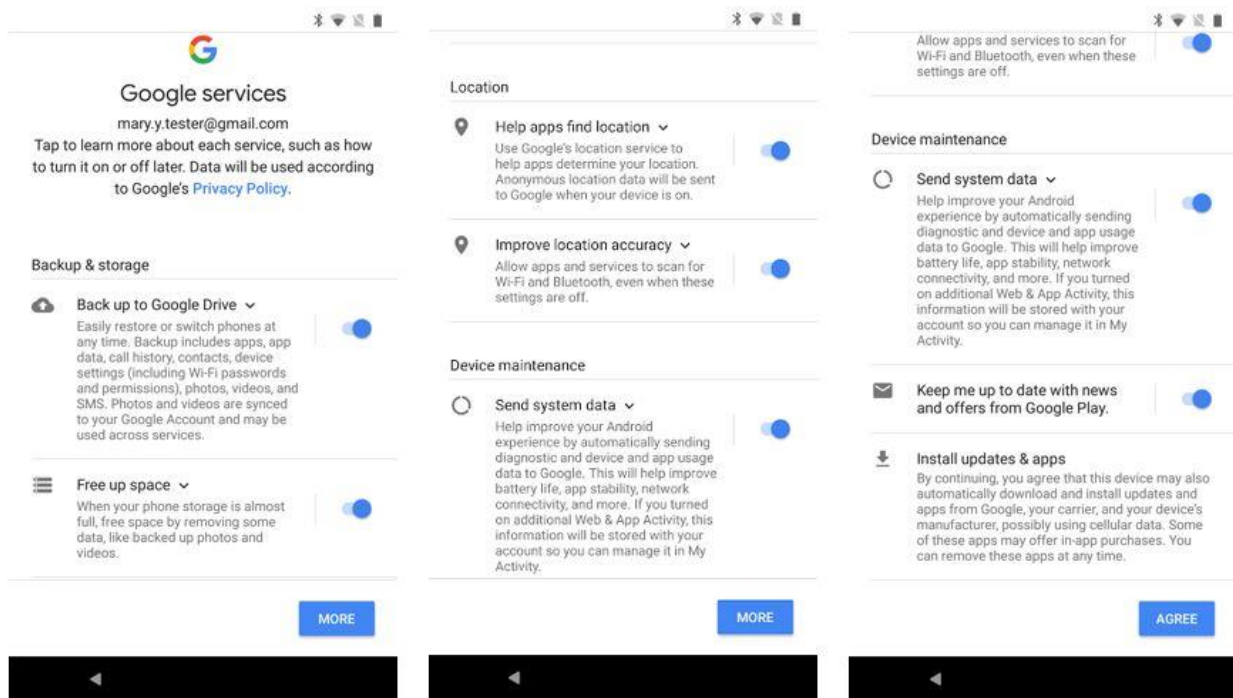 Google services
mary.y.tester@gmail.com
Tap to learn more about each service, such as how
to turn it on or off later. Data will be used according
to Google's Privacy Policy.
Backup & storage
Back up to Google Drive
Easily restore or switch phones at
any time. Backup includes apps, app
data, call history, contacts, device
settings (including Wi-Fi passwords
and permissions), photos, videos, and
SMS. Photos and videos are synced
to your Google Account and may be
used across services.
Free up space
When your phone storage is almost
full, free space by removing some
data, like backed up photos and
videos.
MORE
Location
Help apps find location
Use Google's location service to
help apps determine your location.
Anonymous location data will be sent
to Google when your device is on.
Improve location accuracy
Allow apps and services to scan for
Wi-Fi and Bluetooth, even when these
settings are off.
Device maintenance
Send system data
Help improve your Android
experience by automatically sending
diagnostic and device and app usage
data to Google. This will help improve
battery life, app stability, network
connectivity, and more. If you turned
on additional Web & App Activity, this
information will be stored with your
account so you can manage it in My
Activity.
MORE
Allow apps and services to scan for
Wi-Fi and Bluetooth, even when these
settings are off.
Device maintenance
Send system data
Help improve your Android
experience by automatically sending
diagnostic and device and app usage
data to Google. This will help improve
battery life, app stability, network
connectivity, and more. If you turned
on additional Web & App Activity, this
information will be stored with your
account so you can manage it in My
Activity.
Keep me up to date with news
and offers from Google Play.
Install updates & apps
By continuing, you agree that this device may also
automatically download and install updates and
apps from Google, your carrier, and your device's
manufacturer, possibly using cellular data. Some
of these apps may offer in-app purchases. You
can remove these apps at any time.
AGREE